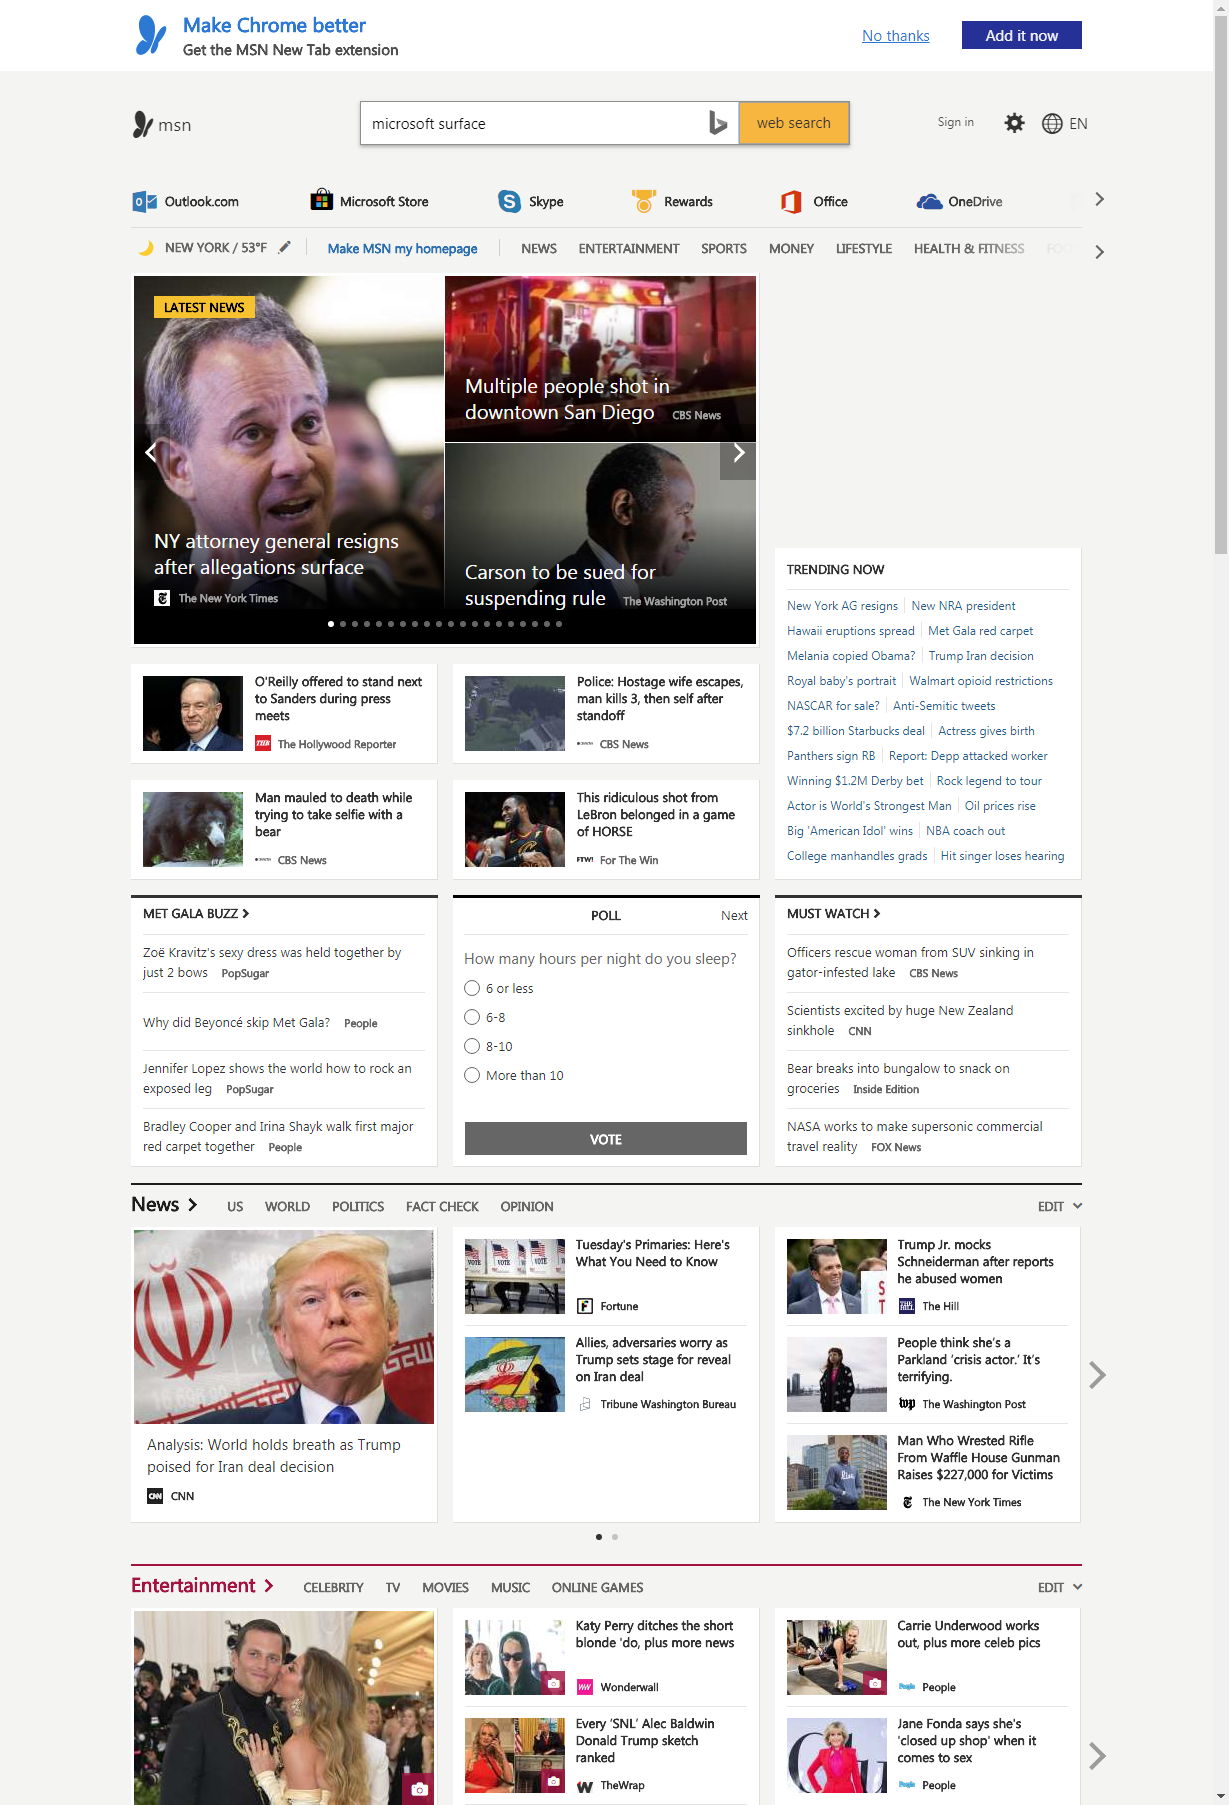 Make Chrome better
Get the MSN New Tab extension
No thanks
Add it now
msn
microsoft surface
web search
Sign in
EN
Outlook.com
Microsoft Store
Skype
Rewards
Office
OneDrive
NEW YORK / 53°F
Make MSN my homepage
NEWS
ENTERTAINMENT
SPORTS
MONEY
LIFESTYLE
HEALTH & FITNESS
LATEST NEWS
NY attorney general resigns
after allegations surface
The New York Times
Multiple people shot in
downtown San Diego CBS News
Carson to be sued for
suspending rule The Washington Post
TRENDING NOW
New York AG resigns New NRA president
Hawaii eruptions spread Met Gala red carpet
Melania copied Obama? Trump Iran decision
Royal baby's portrait Walmart opioid restrictions
NASCAR for sale? Anti-Semitic tweets
$7.2 billion Starbucks deal Actress gives birth
Panthers sign RB Report: Depp attacked worker
Winning $1.2M Derby bet Rock legend to tour
Actor is World's Strongest Man Oil prices rise
Big 'American Idol' wins NBA coach out
College manhandles grads Hit singer loses hearing
O'Reilly offered to stand next
to Sanders during press
meets
THR The Hollywood Reporter
Police: Hostage wife escapes,
man kills 3, then self after
standoff
CBS News
Man mauled to death while
trying to take selfie with a
bear
CBS News
This ridiculous shot from
LeBron belonged in a game
of HORSE
FTW! For The Win
MET GALA BUZZ
Zoë Kravitz's sexy dress was held together by
just 2 bows PopSugar
Why did Beyoncé skip Met Gala? People
Jennifer Lopez shows the world how to rock an
exposed leg PopSugar
Bradley Cooper and Irina Shayk walk first major
red carpet together People
POLL
Next
How many hours per night do you sleep?
6 or less
6-8
8-10
More than 10
VOTE
MUST WATCH
Officers rescue woman from SUV sinking in
gator-infested lake CBS News
Scientists excited by huge New Zealand
sinkhole CNN
Bear breaks into bungalow to snack on
groceries Inside Edition
NASA works to make supersonic commercial
travel reality FOX News
News
US
WORLD
POLITICS
FACT CHECK
OPINION
EDIT
Analysis: World holds breath as Trump
poised for Iran deal decision
CNN CNN
Tuesday's Primaries: Here's
What You Need to Know
F Fortune
Allies, adversaries worry as
Trump sets stage for reveal
on Iran deal
Tribune Washington Bureau
Trump Jr. mocks
Schneiderman after reports
he abused women
THE HILL The Hill
People think she's a
Parkland 'crisis actor.' It's
terrifying.
wp The Washington Post
Man Who Wrested Rifle
From Waffle House Gunman
Raises $227,000 for Victims
The New York Times
Entertainment
CELEBRITY
TV
MOVIES
MUSIC
ONLINE GAMES
EDIT
Katy Perry ditches the short
blonde 'do, plus more news
Wonderwall
Every 'SNL' Alec Baldwin
Donald Trump sketch
ranked
TheWrap
Carrie Underwood works
out, plus more celeb pics
People People
Jane Fonda says she's
'closed up shop' when it
comes to sex
People People